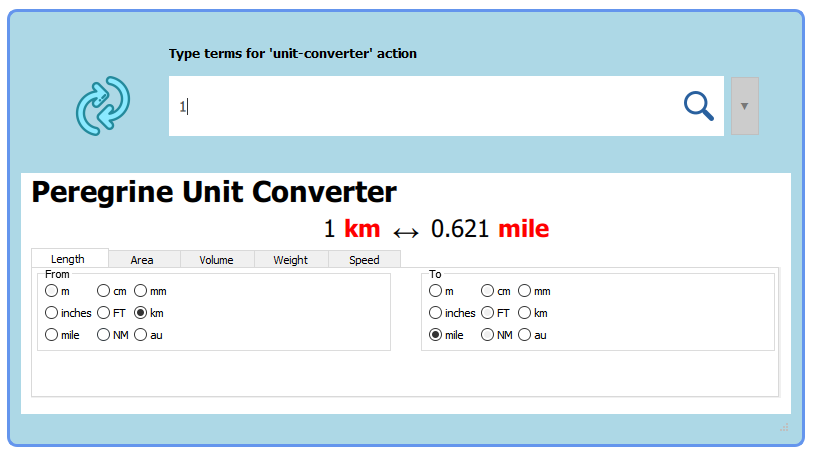 Type terms for 'unit-converter' action
1
Peregrine Unit Converter
1 km ↔ 0.621 mile
Length Area Volume Weight Speed
From To
m cm mm m cm mm
inches FT km inches FT km
mile NM au mile NM au